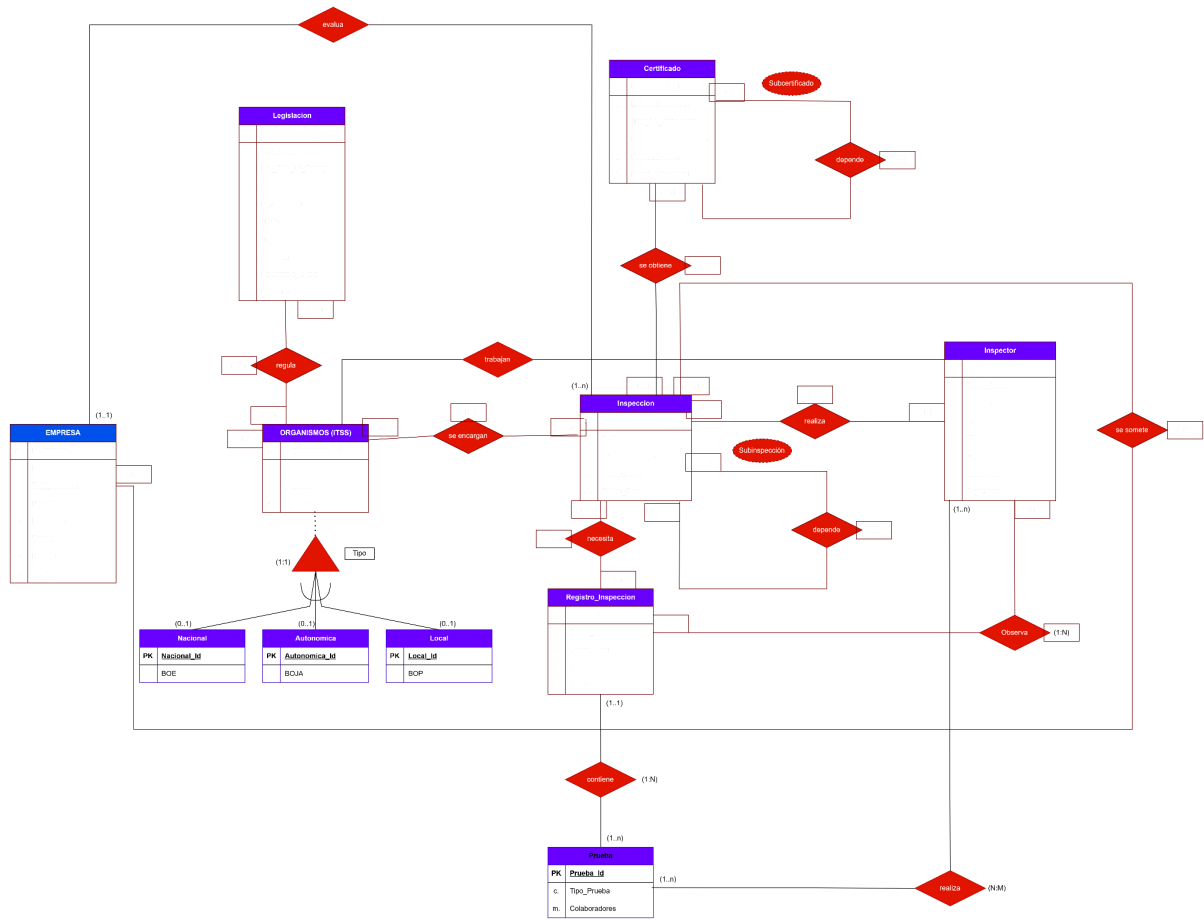 evalua
Certificado
Subcertificado
Legislacion
depende
se obtiene
trabajan
Inspector
regula
(1..n)
Inspeccion
(1..1)
EMPRESA
ORGANISMOS (ITSS)
se encargan
realiza
se somete
Subinspección
(1..n)
necesita
depende
Tipo
(1:1)
Registro_Inspeccion
(0..1)
(0..1)
(0..1)
Nacional
Autonomica
Local
Observa
(1:N)
PK Nacional_Id
PK Autonomica_Id
PK Local_Id
BOE
BOJA
BOP
(1..1)
contiene
(1:N)
(1..n)
Prueba
PK Prueba_Id
(1..n)
realiza
(N:M)
c. Tipo_Prueba
m. Colaboradores